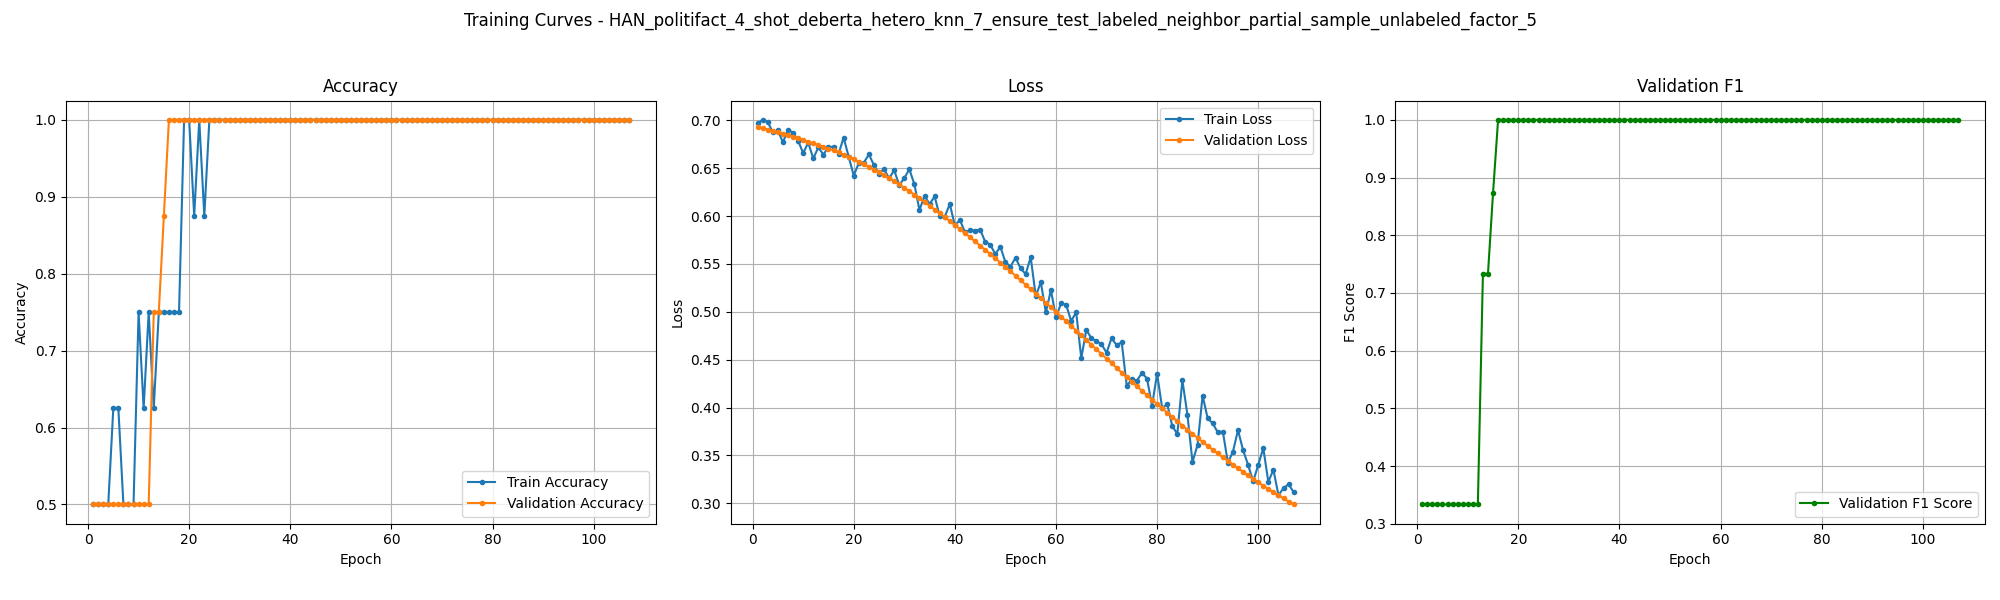 Training Curves - HAN_politifact_4_shot_deberta_hetero_knn_7_ensure_test_labeled_neighbor_partial_sample_unlabeled_factor_5
Accuracy
Accuracy
1.0
0.9
0.8
0.7
0.6
0.5
0 20 40 60 80 100
Epoch
Train Accuracy
Validation Accuracy
Loss
Loss
0.70
0.65
0.60
0.55
0.50
0.45
0.40
0.35
0.30
0 20 40 60 80 100
Epoch
Train Loss
Validation Loss
Validation F1
F1 Score
1.0
0.9
0.8
0.7
0.6
0.5
0.4
0.3
0 20 40 60 80 100
Epoch
Validation F1 Score